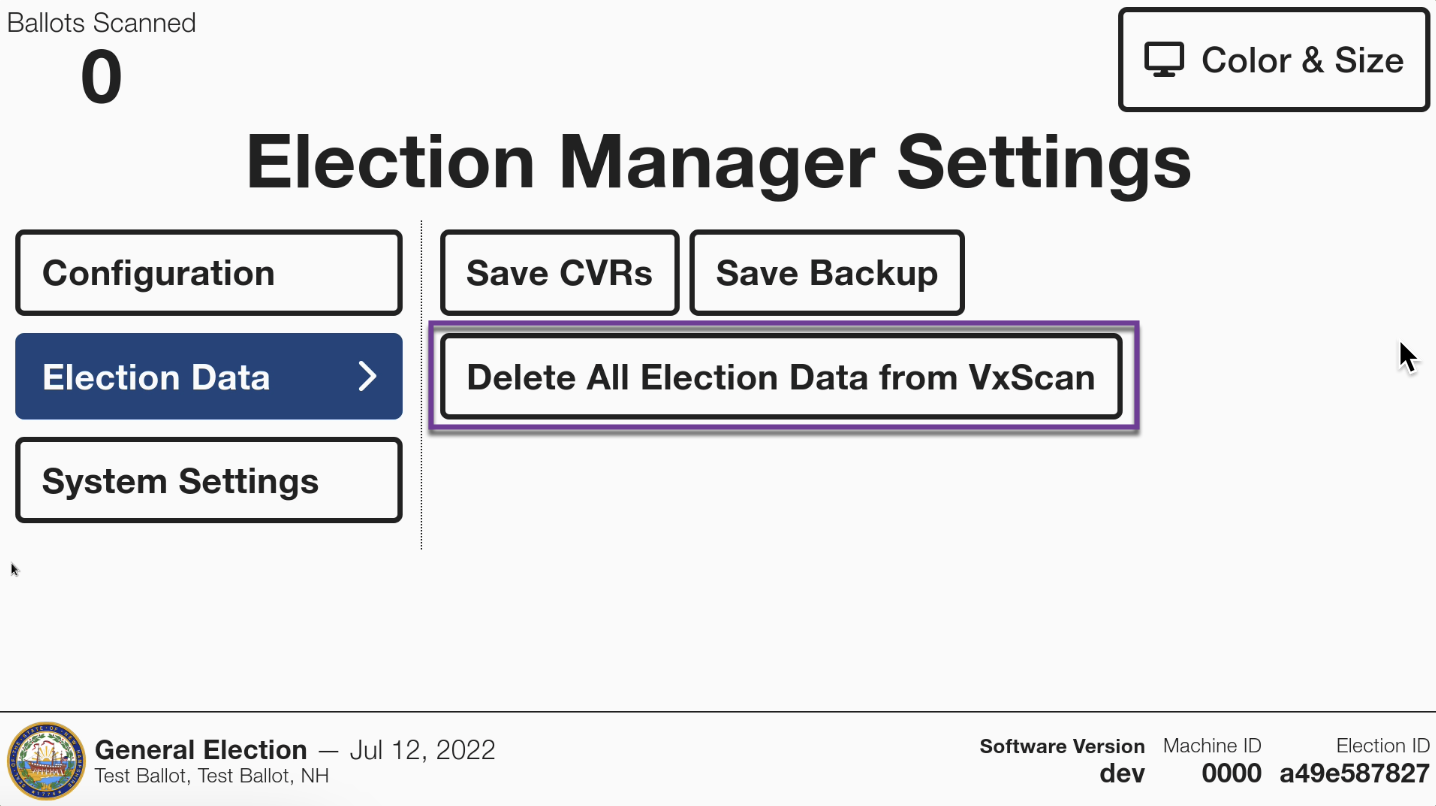 Ballots Scanned
0
Color & Size
Election Manager Settings
Configuration
Save CVRs
Save Backup
Election Data
Delete All Election Data from VxScan
System Settings
General Election — Jul 12, 2022
Test Ballot, Test Ballot, NH
Software Version
dev
Machine ID
0000
Election ID
a49e587827